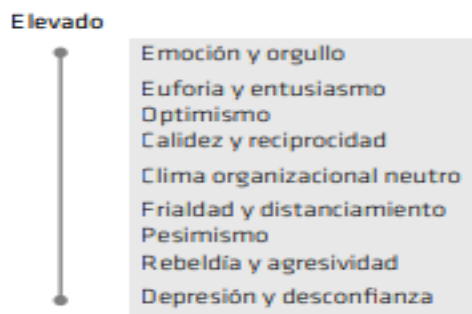 Elevado
Emoción y orgullo
Euforia y entusiasmo
Optimismo
Calidez y reciprocidad
Clima organizacional neutro
Frialdad y distanciamiento
Pesimismo
Rebeldía y agresividad
Depresión y desconfianza